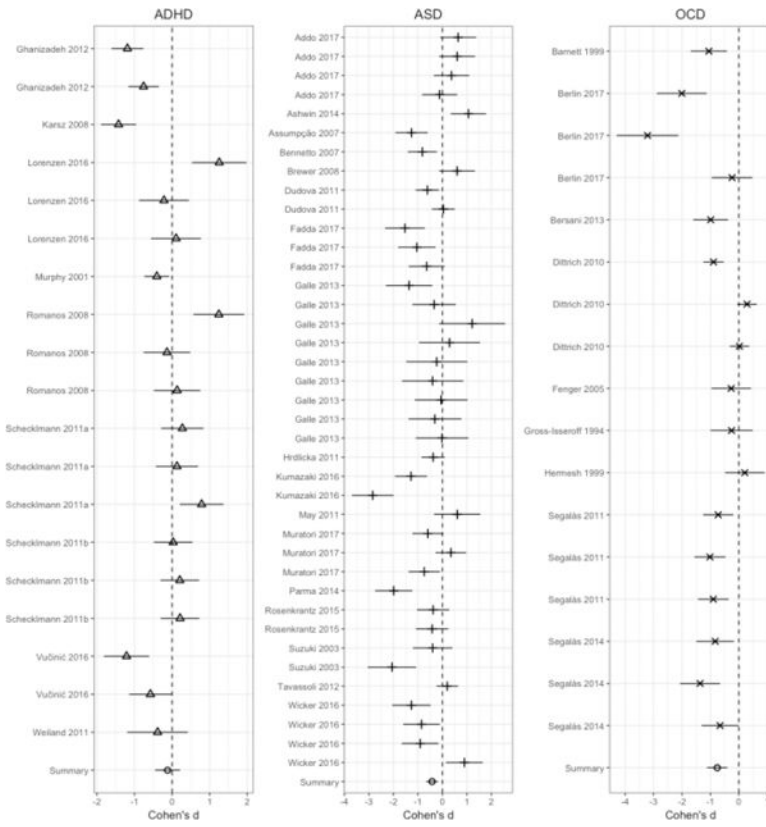 ADHD
Ghanizadeh 2012
Ghanizadeh 2012
Karsz 2008
Lorenzen 2016
Lorenzen 2016
Lorenzen 2016
Murphy 2001
Romanos 2008
Romanos 2008
Romanos 2008
Schecklmann 2011a
Schecklmann 2011a
Schecklmann 2011a
Schecklmann 2011b
Schecklmann 2011b
Schecklmann 2011b
Vučinić 2016
Vučinić 2016
Weiland 2011
Summary
-2 -1 0 1 2
Cohen's d
ASD
Addo 2017
Addo 2017
Addo 2017
Addo 2017
Ashwin 2014
Assumpção 2007
Bennetto 2007
Brewer 2008
Dudova 2011
Dudova 2011
Fadda 2017
Fadda 2017
Fadda 2017
Galle 2013
Galle 2013
Galle 2013
Galle 2013
Galle 2013
Galle 2013
Galle 2013
Galle 2013
Galle 2013
Hrdlicka 2011
Kumazaki 2016
Kumazaki 2016
May 2011
Muratori 2017
Muratori 2017
Muratori 2017
Parma 2014
Rosenkrantz 2015
Rosenkrantz 2015
Suzuki 2003
Suzuki 2003
Tavassoli 2012
Wicker 2016
Wicker 2016
Wicker 2016
Wicker 2016
Summary
-4 -3 -2 -1 0 1 2
Cohen's d
OCD
Barnett 1999
Berlin 2017
Berlin 2017
Berlin 2017
Bersani 2013
Dittrich 2010
Dittrich 2010
Dittrich 2010
Fenger 2005
Gross-Isseroff 1994
Hermesh 1999
Segalàs 2011
Segalàs 2011
Segalàs 2011
Segalàs 2014
Segalàs 2014
Segalàs 2014
Summary
-4 -3 -2 -1 0
Cohen's d